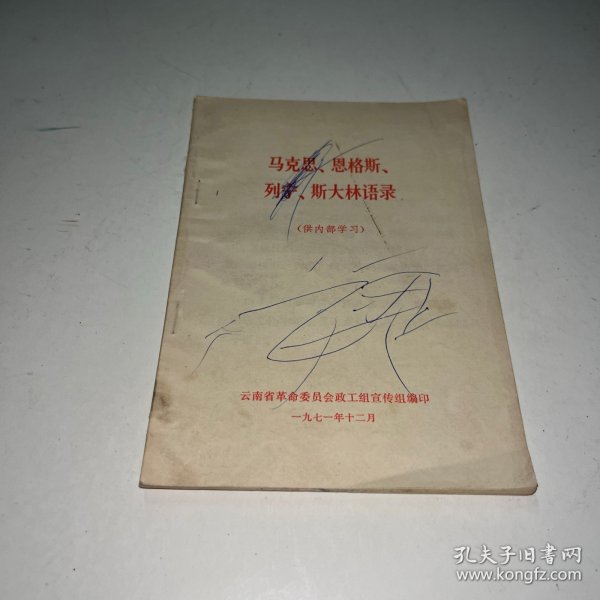 马克思、恩格斯、
列宁、斯大林语录
(供内部学习)
云南省革命委员会政工组宣传组编印
一九七一年十二月
孔夫子旧书网
www.kongfz.com